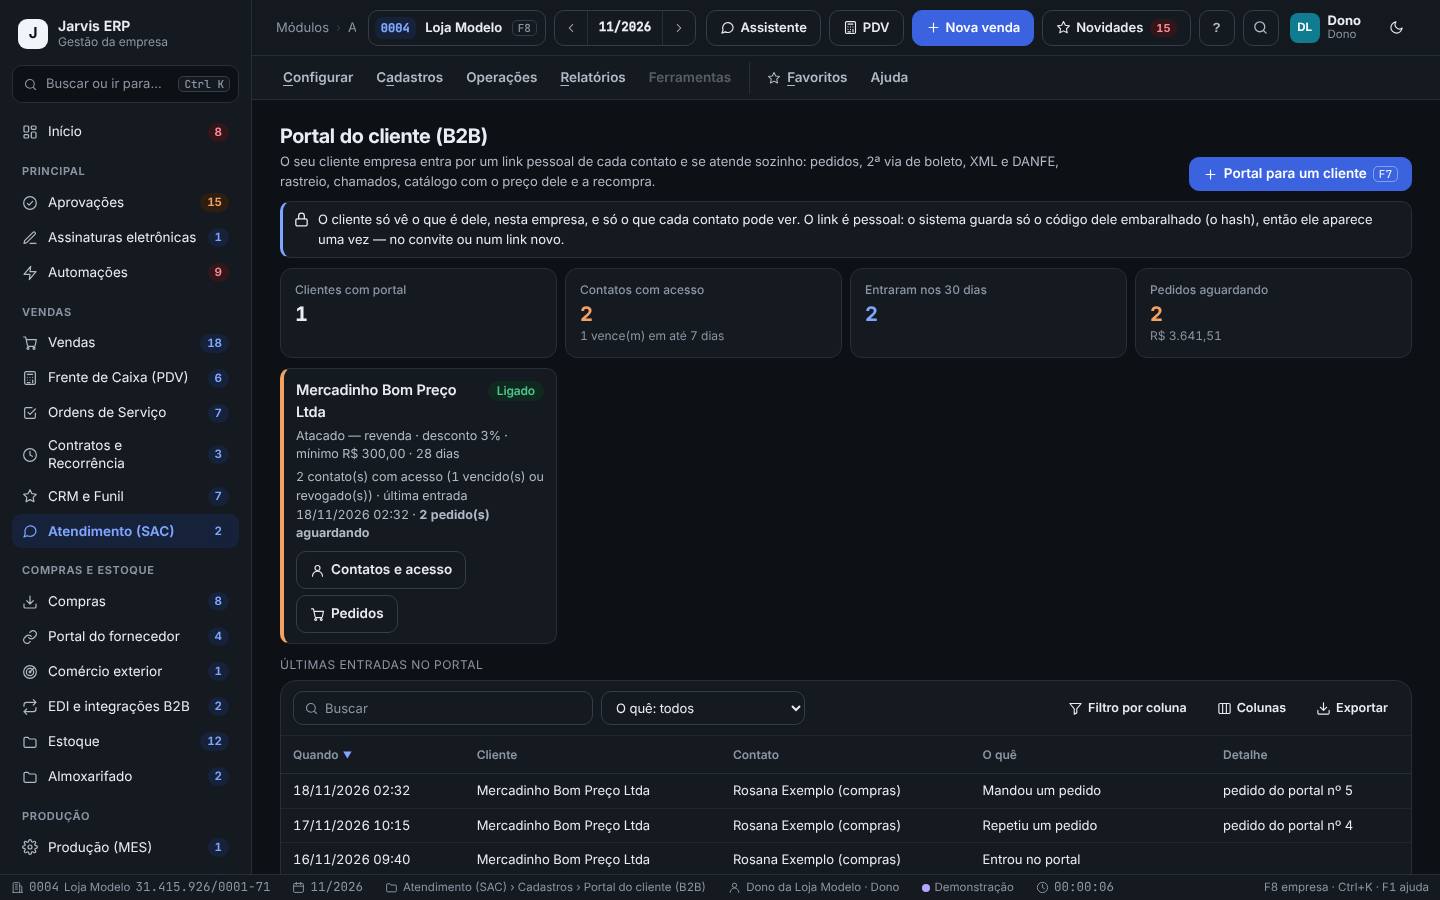 J
Jarvis ERP
Gestão da empresa
Buscar ou ir para... Ctrl K
Início 8
PRINCIPAL
Aprovações 15
Assinaturas eletrônicas 1
Automações 9
VENDAS
Vendas 18
Frente de Caixa (PDV) 6
Ordens de Serviço 7
Contratos e
Recorrência 3
CRM e Funil 7
Atendimento (SAC) 2
COMPRAS E ESTOQUE
Compras 8
Portal do fornecedor 4
Comércio exterior 1
EDI e integrações B2B 2
Estoque 12
Almoxarifado 2
PRODUÇÃO
Produção (MES) 1
Módulos › A 0004 Loja Modelo F8 ‹ 11/2026 › Assistente PDV + Nova venda Novidades 15 ? DL Dono
Dono
Configurar Cadastros Operações Relatórios Ferramentas Favoritos Ajuda
Portal do cliente (B2B)
O seu cliente empresa entra por um link pessoal de cada contato e se atende sozinho: pedidos, 2ª via de boleto, XML e DANFE,
rastreio, chamados, catálogo com o preço dele e a recompra.
+ Portal para um cliente F7
O cliente só vê o que é dele, nesta empresa, e só o que cada contato pode ver. O link é pessoal: o sistema guarda só o código dele embaralhado (o hash), então ele aparece
uma vez — no convite ou num link novo.
Clientes com portal
1
Contatos com acesso
2
1 vence(m) em até 7 dias
Entraram nos 30 dias
2
Pedidos aguardando
2
R$ 3.641,51
Mercadinho Bom Preço
Ltda
Ligado
Atacado — revenda · desconto 3% ·
mínimo R$ 300,00 · 28 dias
2 contato(s) com acesso (1 vencido(s) ou
revogado(s)) · última entrada
18/11/2026 02:32 · 2 pedido(s)
aguardando
Contatos e acesso
Pedidos
ÚLTIMAS ENTRADAS NO PORTAL
Buscar O quê: todos Filtro por coluna Colunas Exportar
Quando ▼ Cliente Contato O quê Detalhe
18/11/2026 02:32 Mercadinho Bom Preço Ltda Rosana Exemplo (compras) Mandou um pedido pedido do portal nº 5
17/11/2026 10:15 Mercadinho Bom Preço Ltda Rosana Exemplo (compras) Repetiu um pedido pedido do portal nº 4
16/11/2026 09:40 Mercadinho Bom Preço Ltda Rosana Exemplo (compras) Entrou no portal
0004 Loja Modelo 31.415.926/0001-71 11/2026 Atendimento (SAC) › Cadastros › Portal do cliente (B2B) Dono da Loja Modelo · Dono Demonstração 00:00:06 F8 empresa · Ctrl+K · F1 ajuda